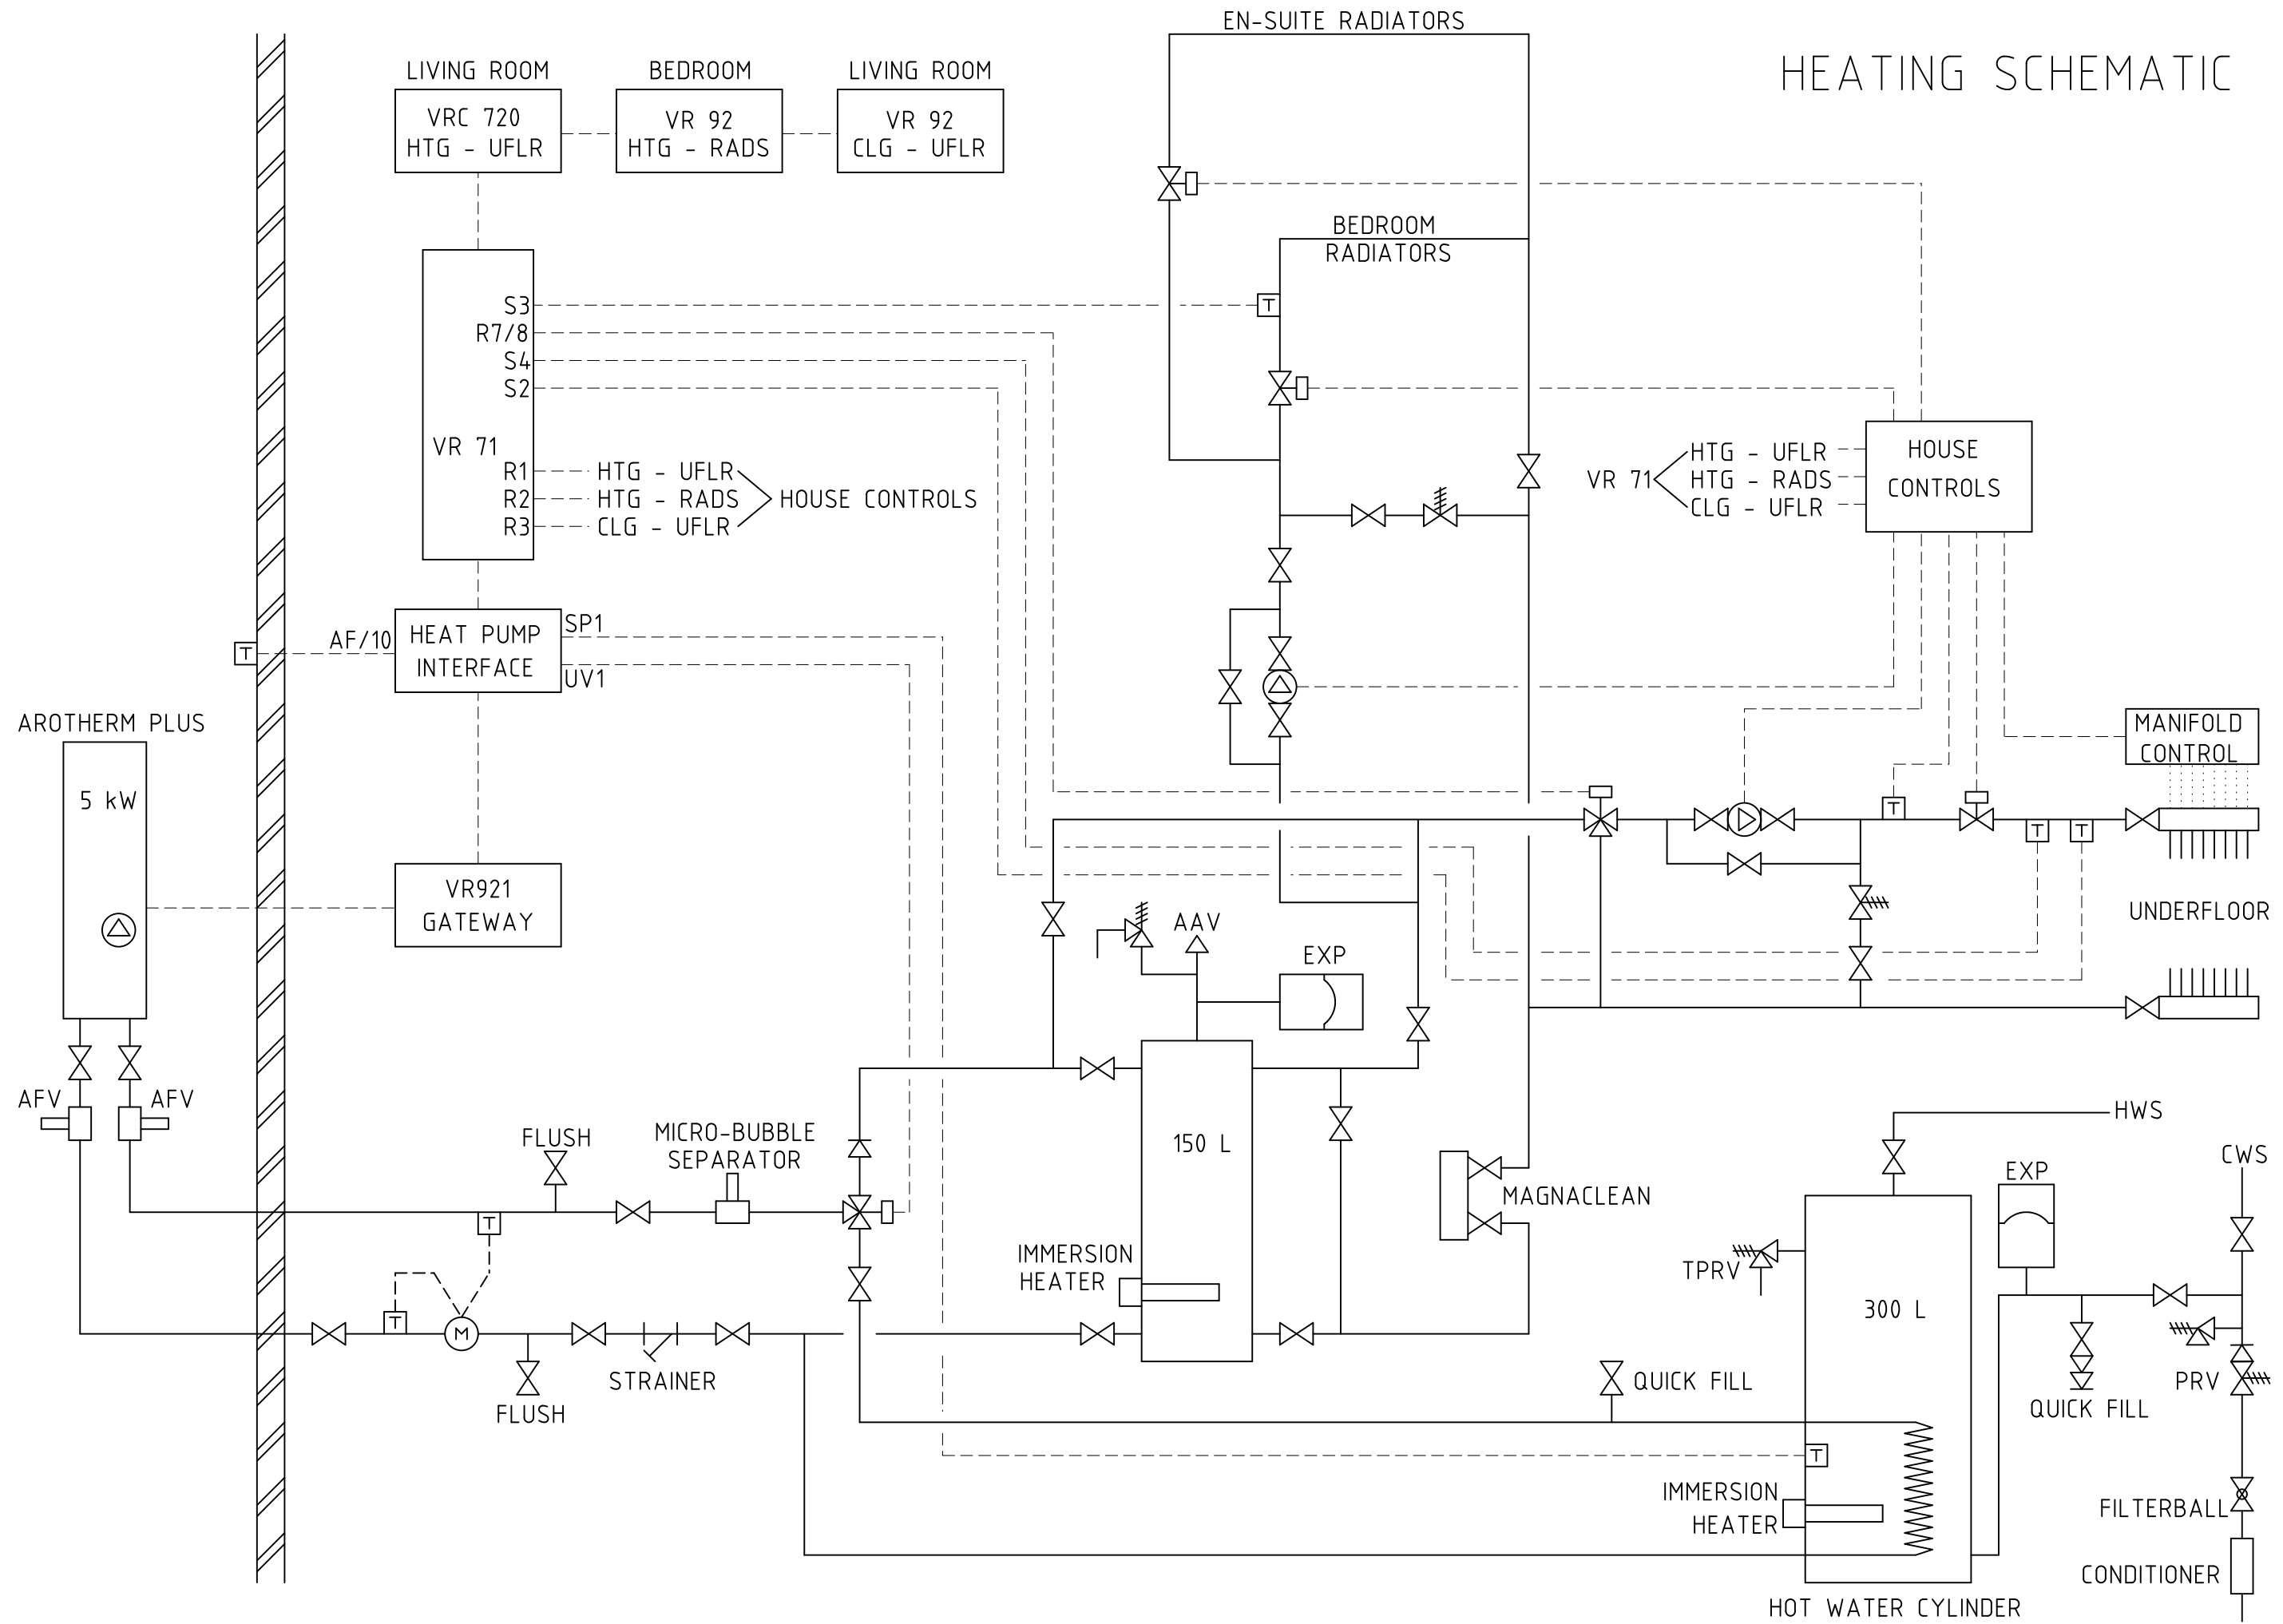 EN-SUITE RADIATORS
HEATING SCHEMATIC
LIVING ROOM
BEDROOM
LIVING ROOM
VRC 720
HTG - UFLR
VR 92
HTG - RADS
VR 92
CLG - UFLR
BEDROOM
RADIATORS
S3
T
R7/8
S4
S2
VR 71
R1
HTG - UFLR
R2
HTG - RADS
HOUSE CONTROLS
R3
CLG - UFLR
VR 71
HTG - UFLR
HTG - RADS
CLG - UFLR
HOUSE
CONTROLS
T
AF/10
HEAT PUMP
INTERFACE
SP1
UV1
AROTHERM PLUS
5 kW
MANIFOLD
CONTROL
T
T
T
VR921
GATEWAY
AAV
EXP
UNDERFLOOR
AFV
AFV
FLUSH
MICRO-BUBBLE
SEPARATOR
150 L
MAGNACLEAN
HWS
CWS
EXP
T
IMMERSION
HEATER
TPRV
300 L
T
M
STRAINER
FLUSH
QUICK FILL
PRV
QUICK FILL
T
IMMERSION
HEATER
FILTERBALL
CONDITIONER
HOT WATER CYLINDER